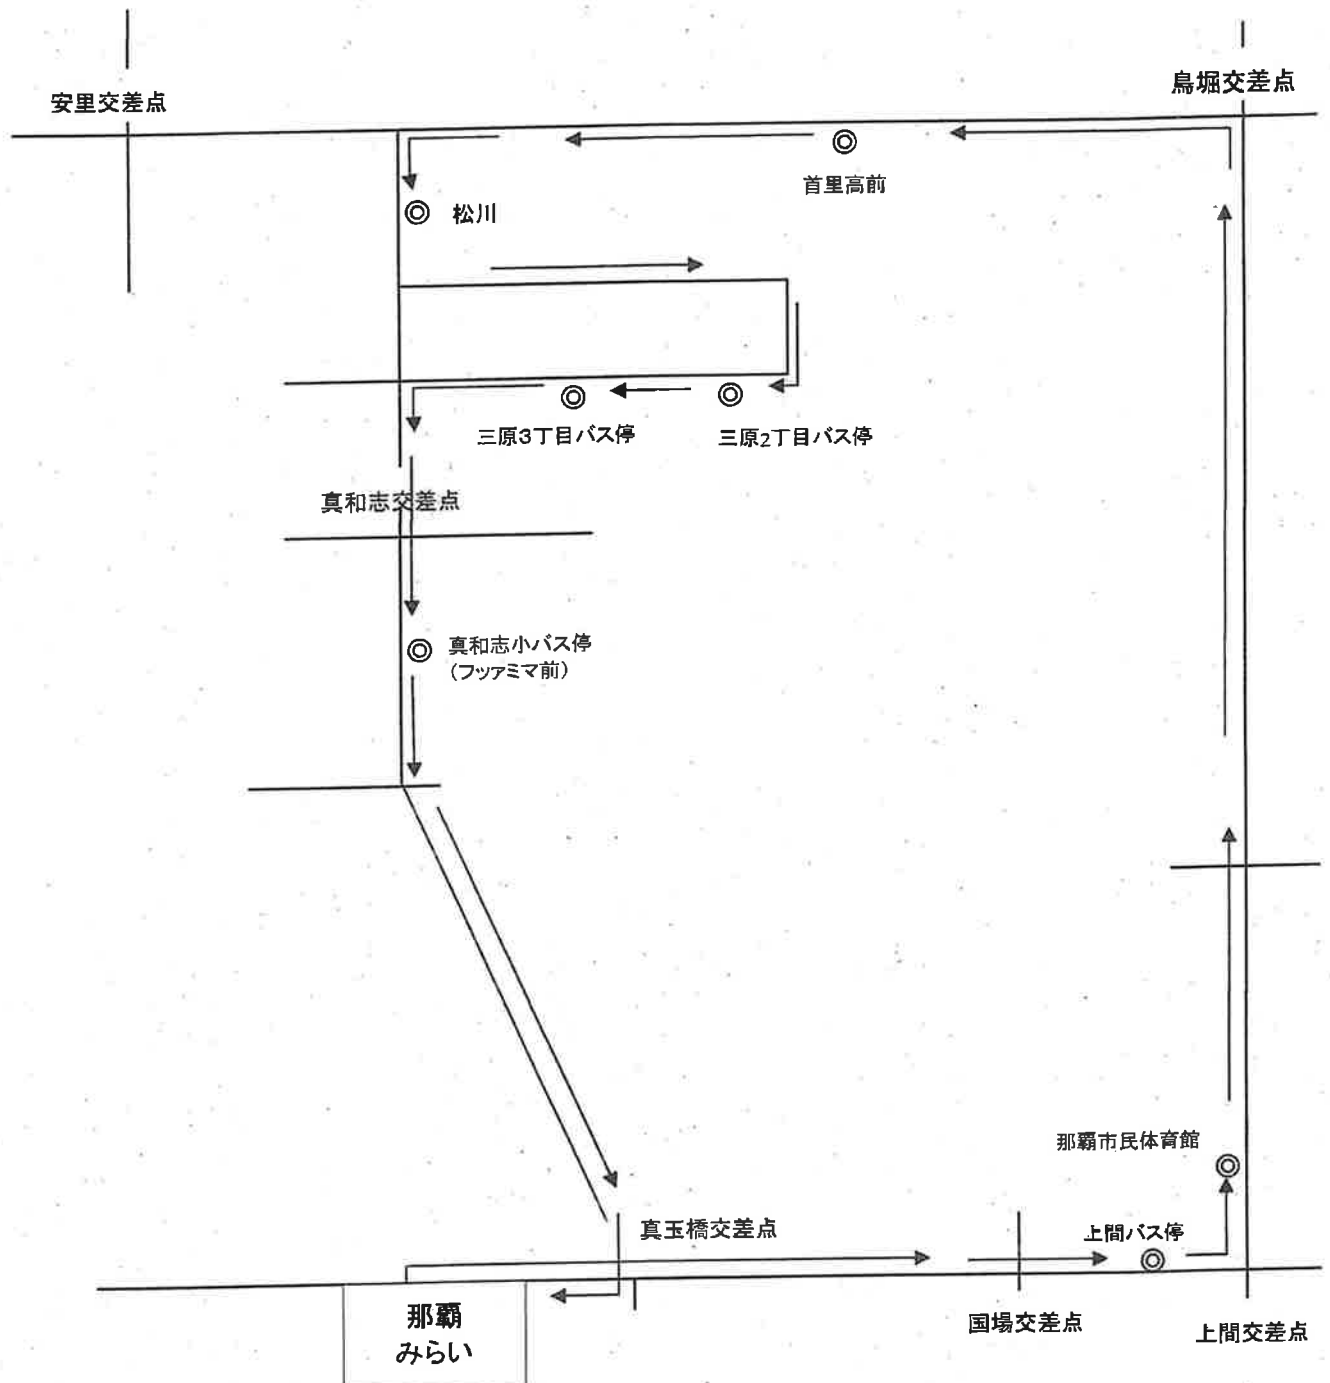 安里交差点
鳥堀交差点
首里高前
松川
三原3丁目バス停
三原2丁目バス停
真和志交差点
真和志小バス停
(フッァミマ前)
那覇市民体育館
真玉橋交差点
上間バス停
那覇
みらい
国場交差点
上間交差点